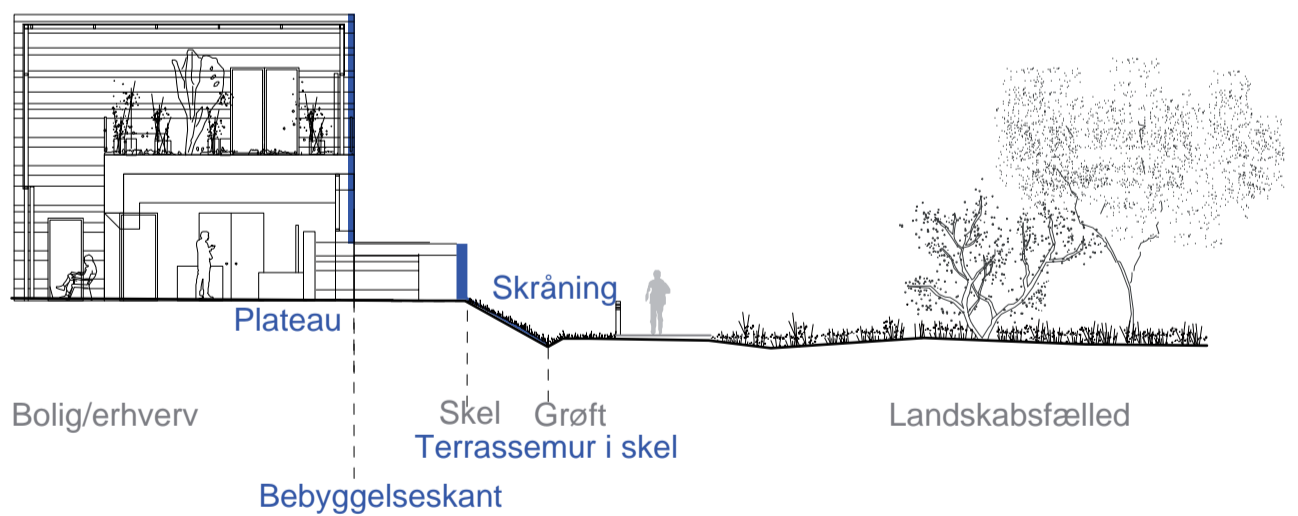 Skråning
Plateau
Bolig/erhverv
Skel
Grøft
Landskabsfælled
Terrassemur i skel
Bebyggelseskant